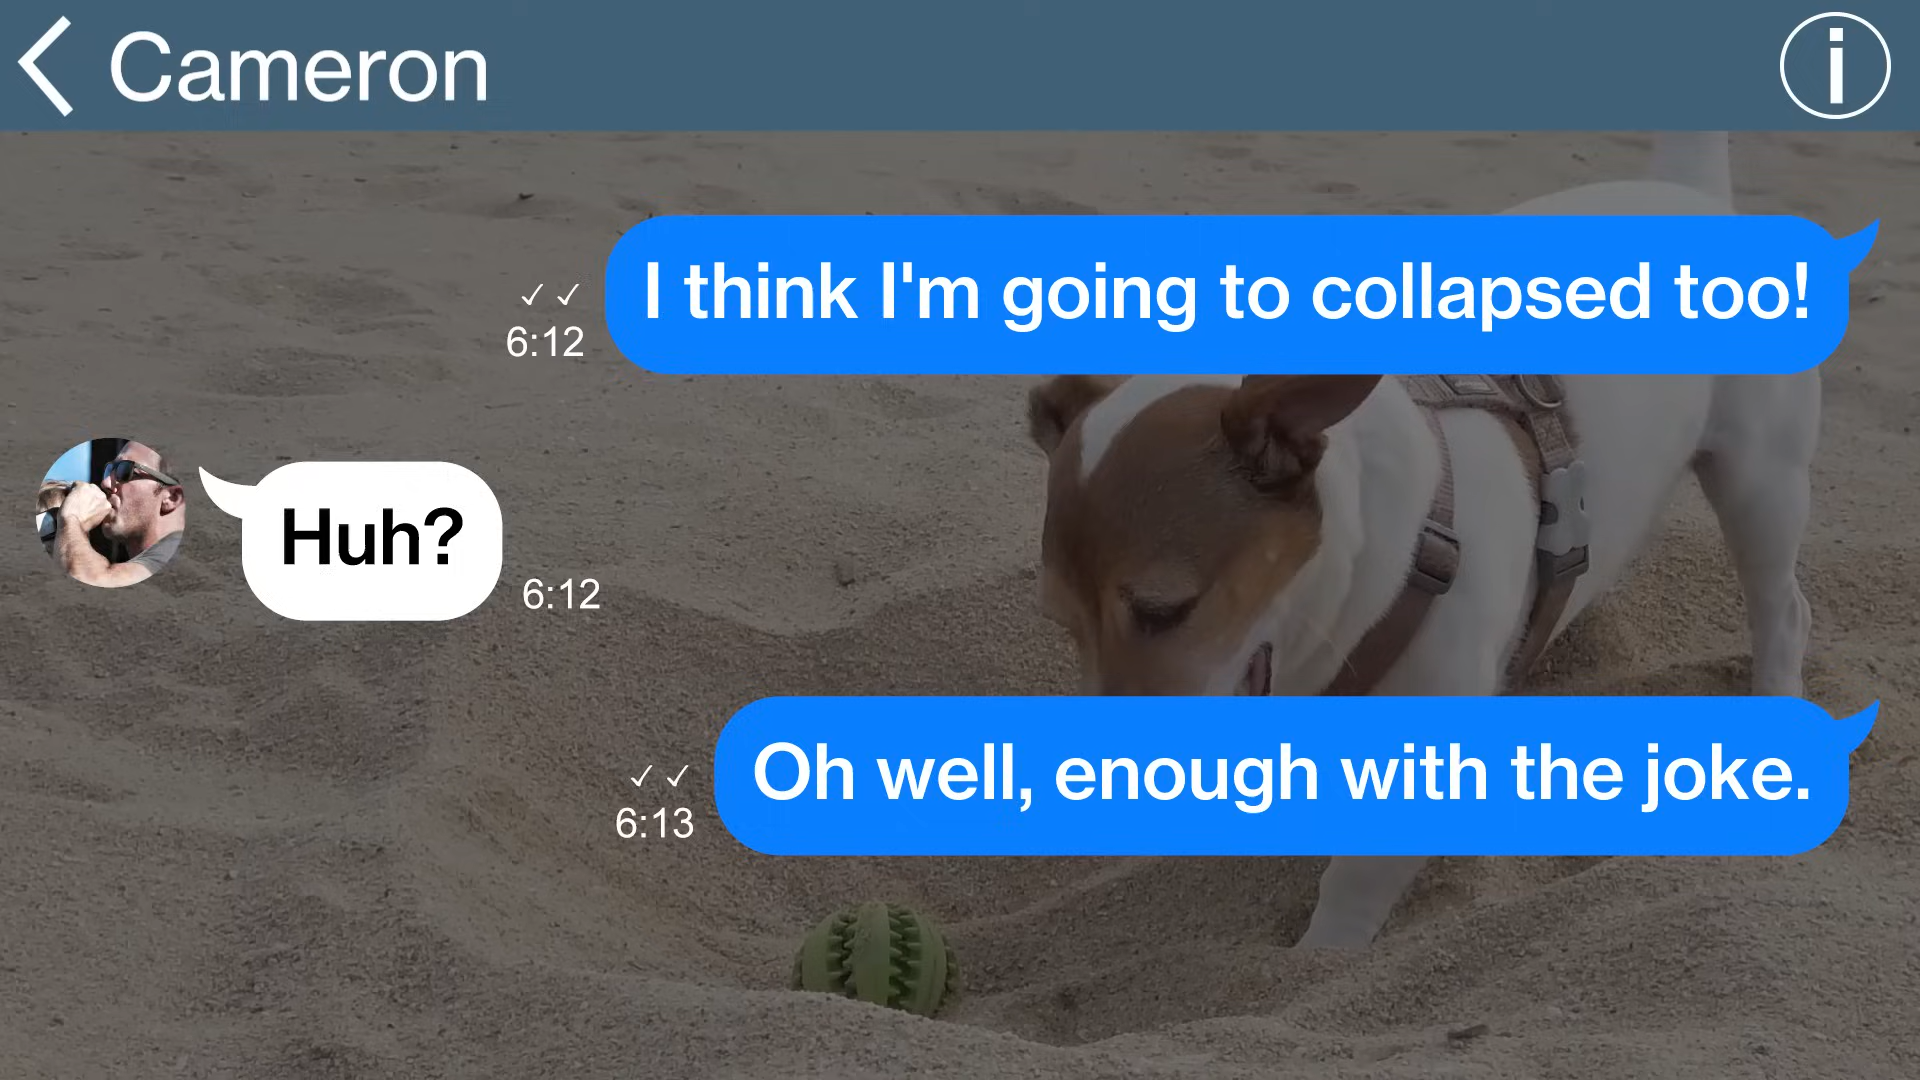 Cameron
I think I'm going to collapsed too!
✓✓
6:12
Huh?
6:12
Oh well, enough with the joke.
✓✓
6:13